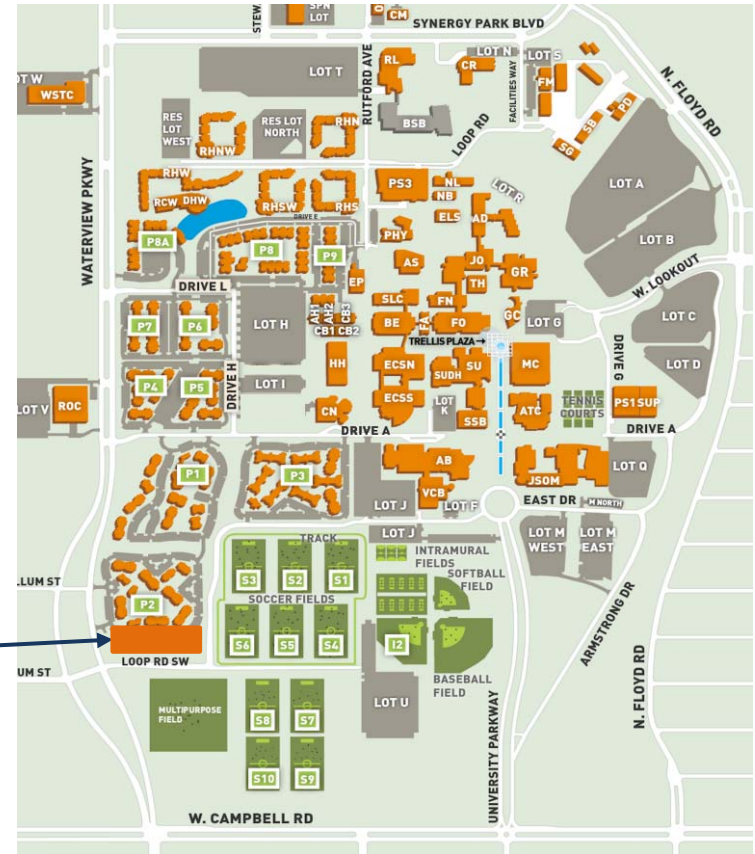 STEW
SPN
LOT
CM
SYNERGY PARK BLVD
OT W
WSTC
LOT T
RUTFORD AVE
RL
CR
LOT N
LOT S
FACILITIES WAY
FM
N. FLOYD RD
RES
LOT
WEST
RHNW
RES LOT
NORTH
RHN
BSB
LOOP RD
SB
PD
SG
LOT A
WATERVIEW PKWY
RHW
RCW
DHW
RHSW
RHS
PS3
NL
NB
LOT R
ELS
AD
DRIVE E
P8A
P8
P9
PHY
LOT B
AS
JO
GR
TH
EP
DRIVE L
W. LOOKOUT
P7
P6
LOT H
AH1
AH2
CB3
CB1
CB2
SLC
FN
BE
FA
FO
GC
LOT G
LOT C
TRELLIS PLAZA→
DRIVE H
HH
ECSN
SUDH
SU
MC
DRIVE G
LOT D
P4
P5
LOT I
LOT V
ROC
CN
ECSS
LOT
K
SSB
ATC
TENNIS
COURTS
PS1
SUP
DRIVE A
DRIVE A
P1
P3
AB
JSOM
LOT Q
VCB
LOT J
LOT F
EAST DR
M NORTH
TRACK
LOT J
LOT M
WEST
LOT M
EAST
S3
S2
S1
INTRAMURAL
FIELDS
SOFTBALL
FIELD
LLUM ST
P2
SOCCER FIELDS
S6
S5
S4
I2
ARMSTRONG DR
LOOP RD SW
UM ST
BASEBALL
FIELD
MULTIPURPOSE
FIELD
S8
S7
LOT U
S10
S9
UNIVERSITY PARKWAY
N. FLOYD RD
W. CAMPBELL RD